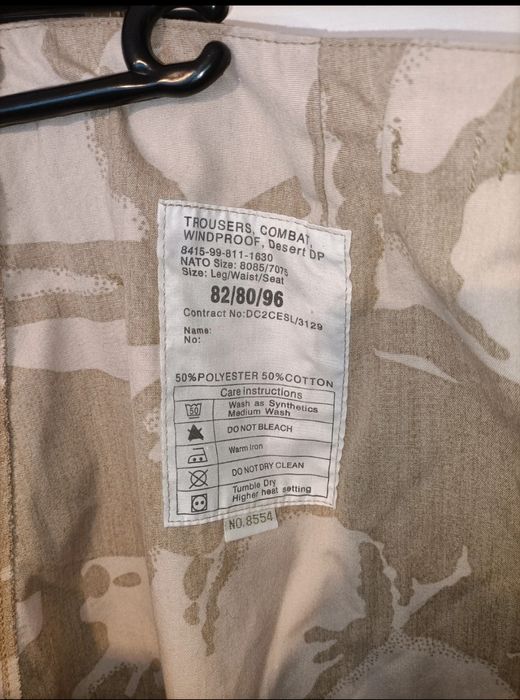 TROUSERS, COMBAT,
WINDPROOF, Desert DP
8415-99-811-1630
NATO Size: 8085/7075
Size: Leg/Waist/Seat
82/80/96
Contract No:DC2CESL/3129
Name:
No:
50%POLYESTER 50%COTTON
Care instructions
50 Wash as Synthetics
Medium Wash
DO NOT BLEACH
Warm Iron
DO NOT DRY CLEAN
Tumble Dry
Higher heat setting
NO.8554